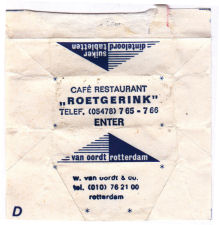 suiker
tabletten
dinteloord
CAFÉ RESTAURANT
„ROETGERINK"
TELEF. (05478) 765 - 766
ENTER
van oordt rotterdam
W. van oordt & co.
tel. (010) 76 21 00
rotterdam
D